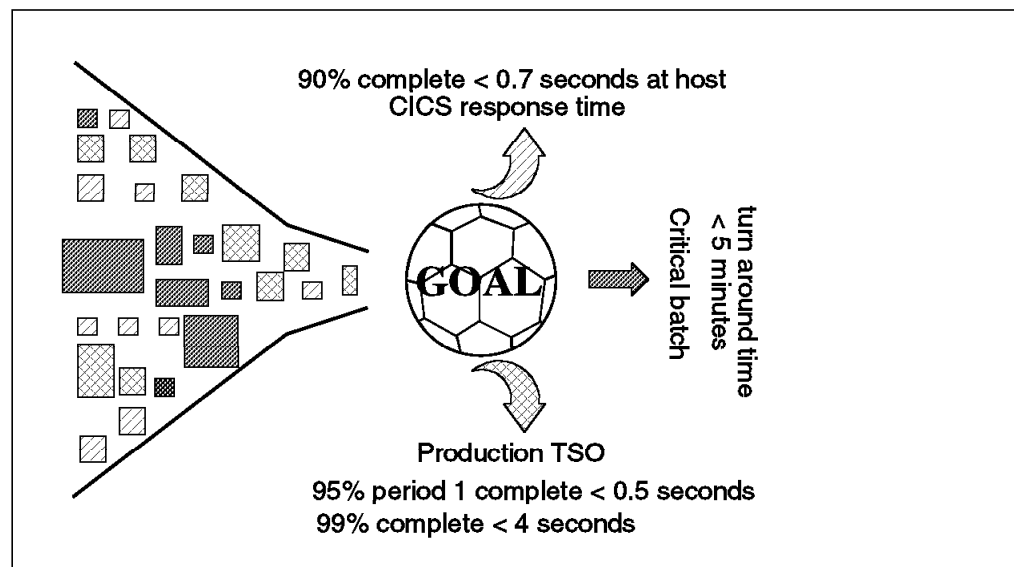 90% complete < 0.7 seconds at host
CICS response time
GOAL
turn around time
< 5 minutes
Critical batch
Production TSO
95% period 1 complete < 0.5 seconds
99% complete < 4 seconds